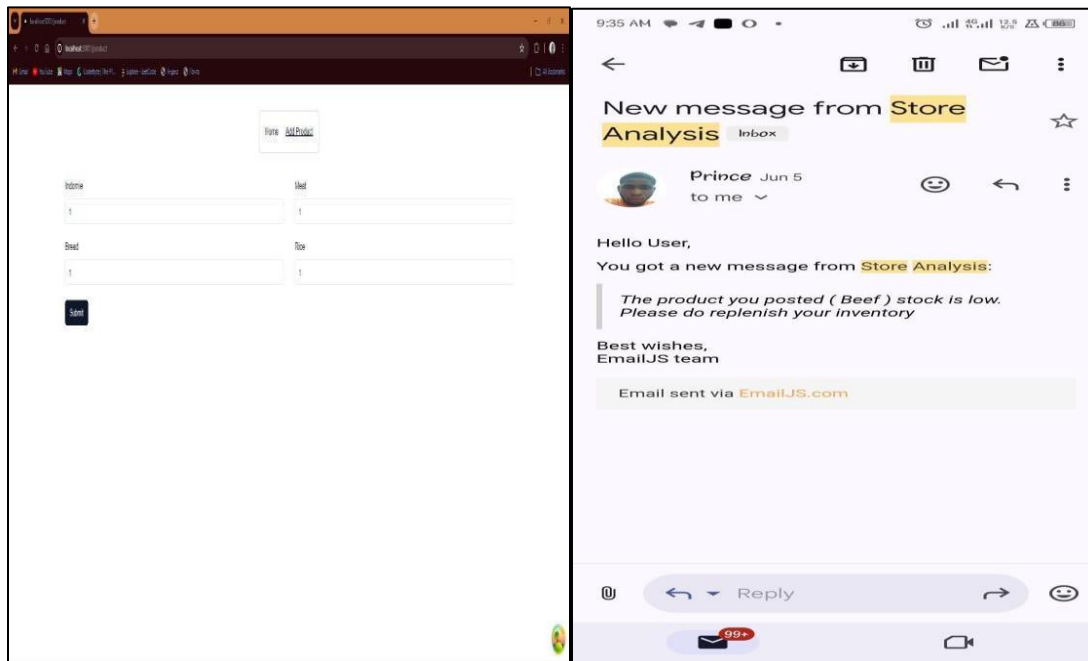 localhost
Home Add Product
Meat
1
1
Rice
1
1
Submit
9:35 AM
New message from Store
Analysis Inbox
Prince Jun 5
to me
Hello User,
You got a new message from Store Analysis:
The product you posted ( Beef ) stock is low.
Please do replenish your inventory
Best wishes,
EmailJS team
Email sent via EmailJS.com
Reply
99+